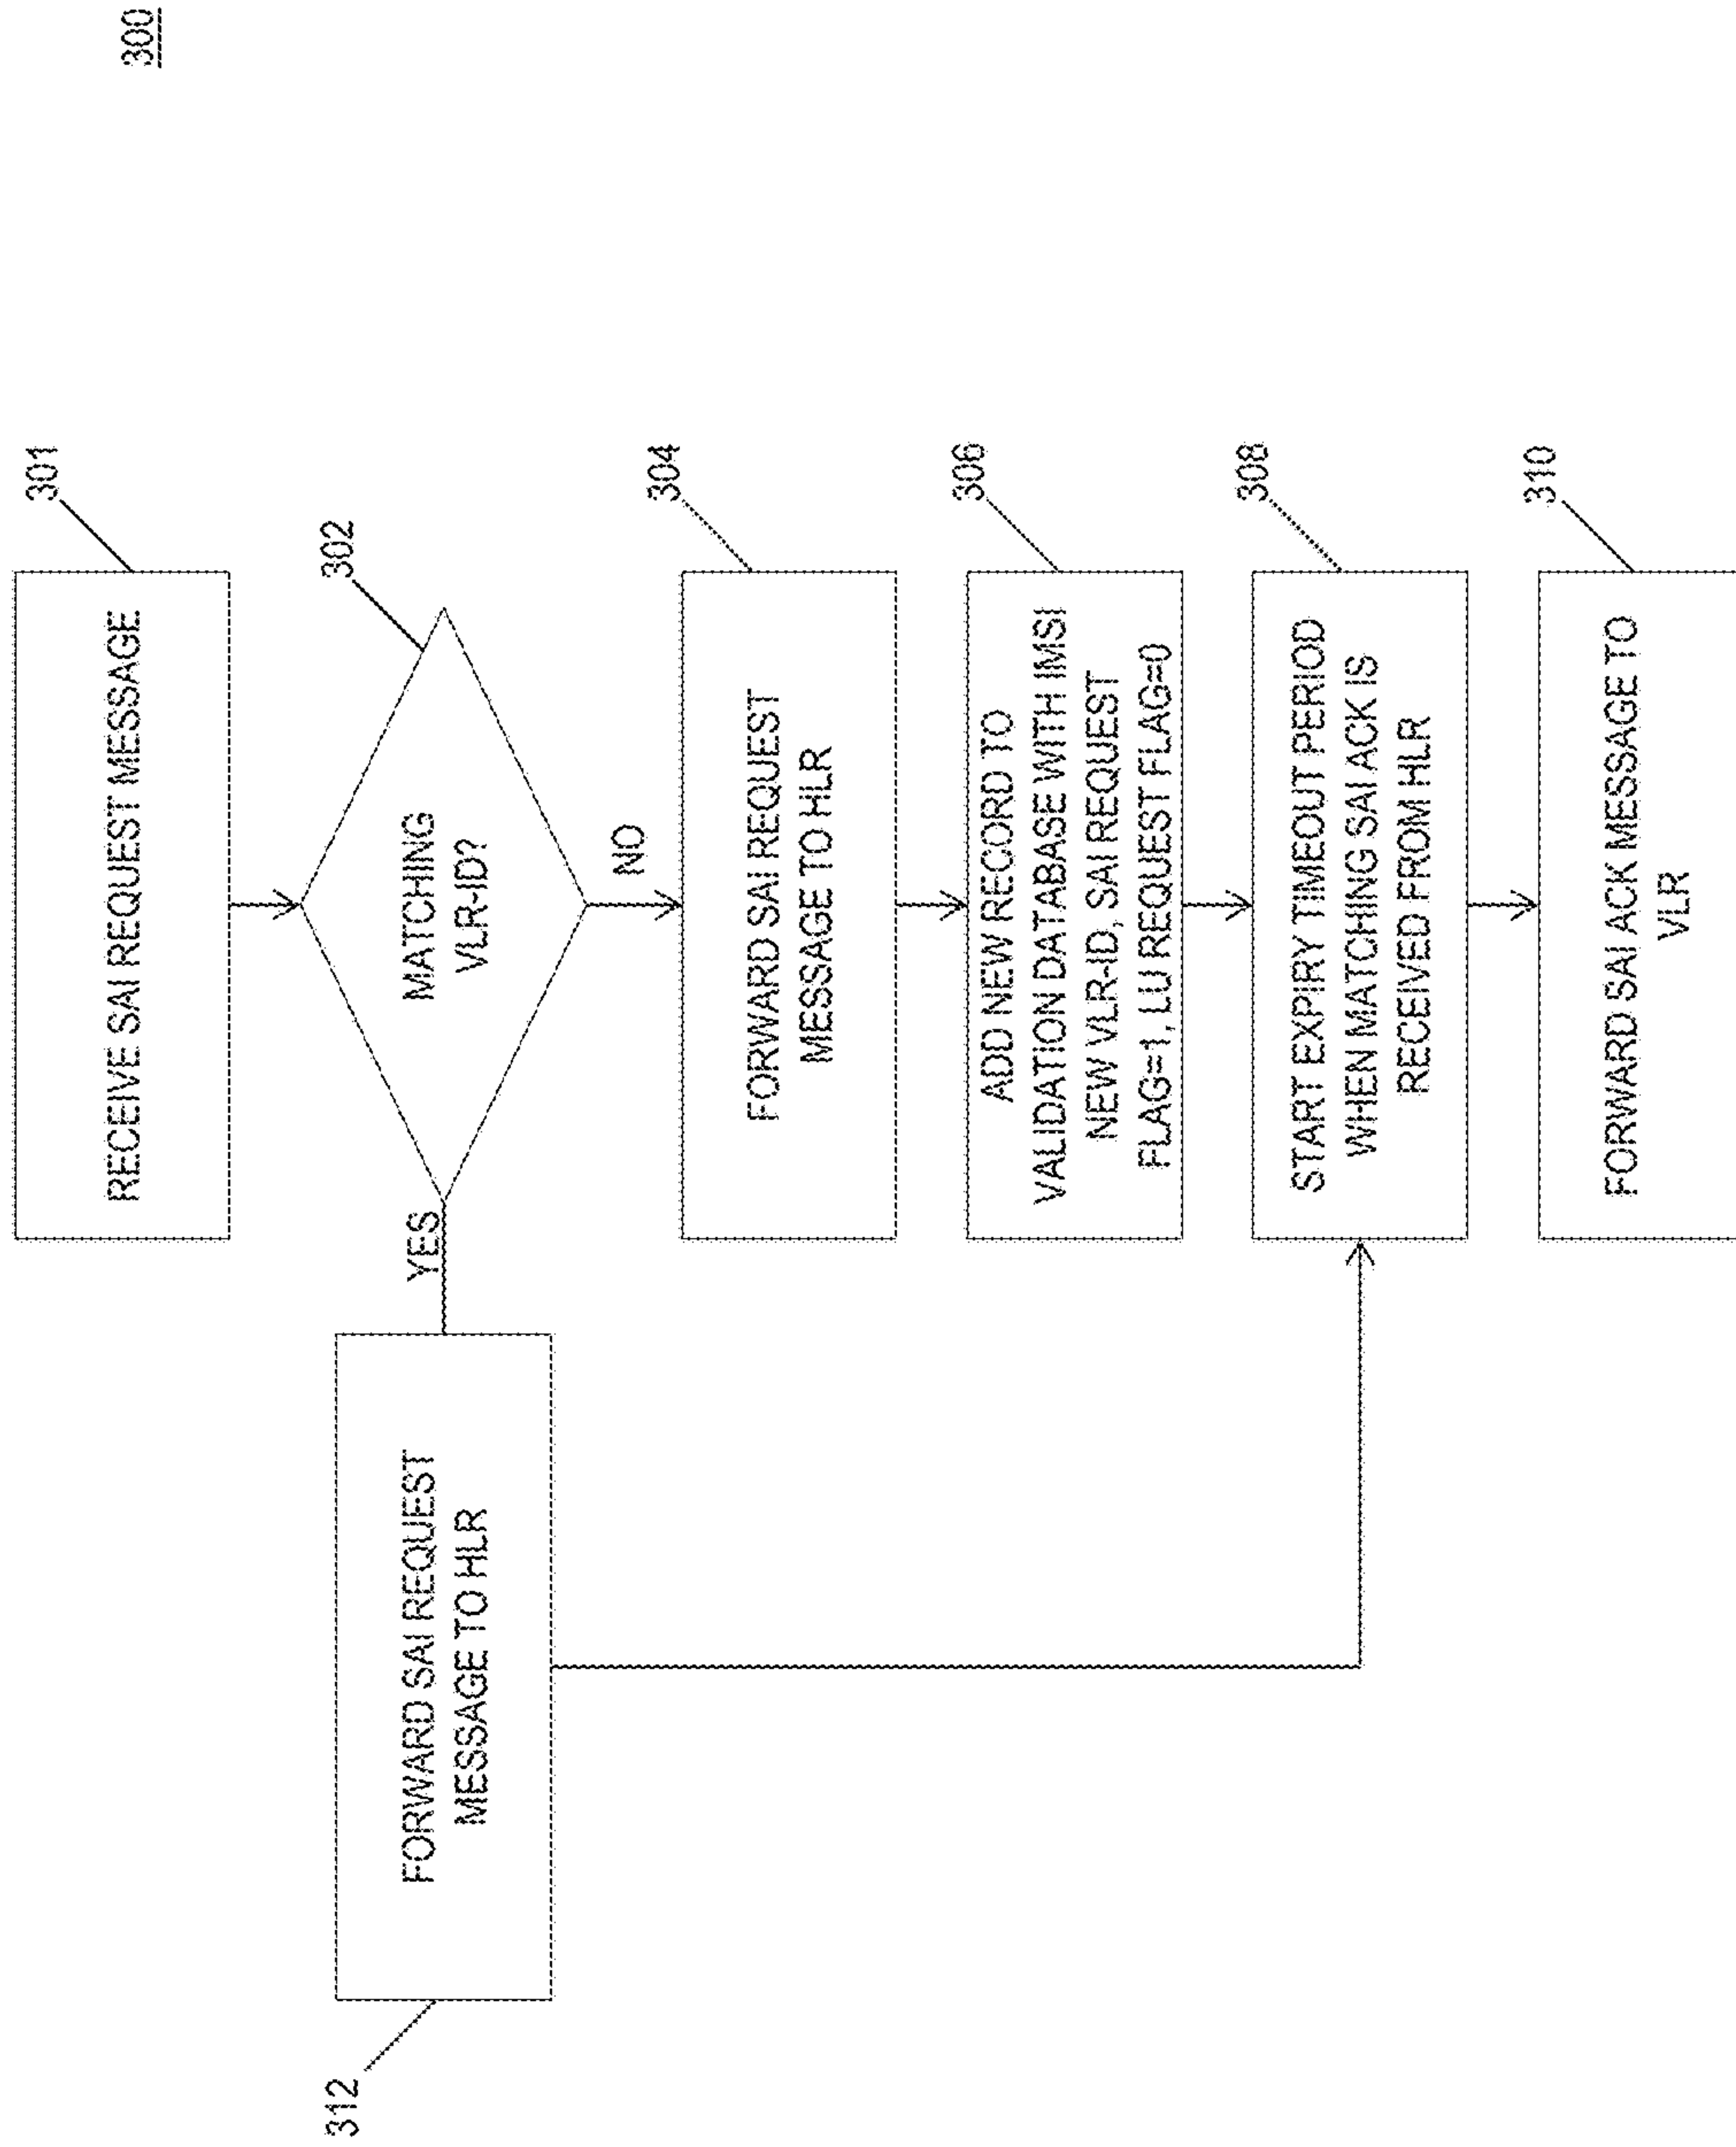 300
301
RECEIVE SAI REQUEST MESSAGE
302
MATCHING
VLR-ID?
YES
NO
312
FORWARD SAI REQUEST
MESSAGE TO HLR
304
FORWARD SAI REQUEST
MESSAGE TO HLR
306
ADD NEW RECORD TO
VALIDATION DATABASE WITH IMSI
NEW VLR-ID, SAI REQUEST
FLAG=1, LU REQUEST FLAG=0
308
START EXPIRY TIMEOUT PERIOD
WHEN MATCHING SAI ACK IS
RECEIVED FROM HLR
310
FORWARD SAI ACK MESSAGE TO
VLR